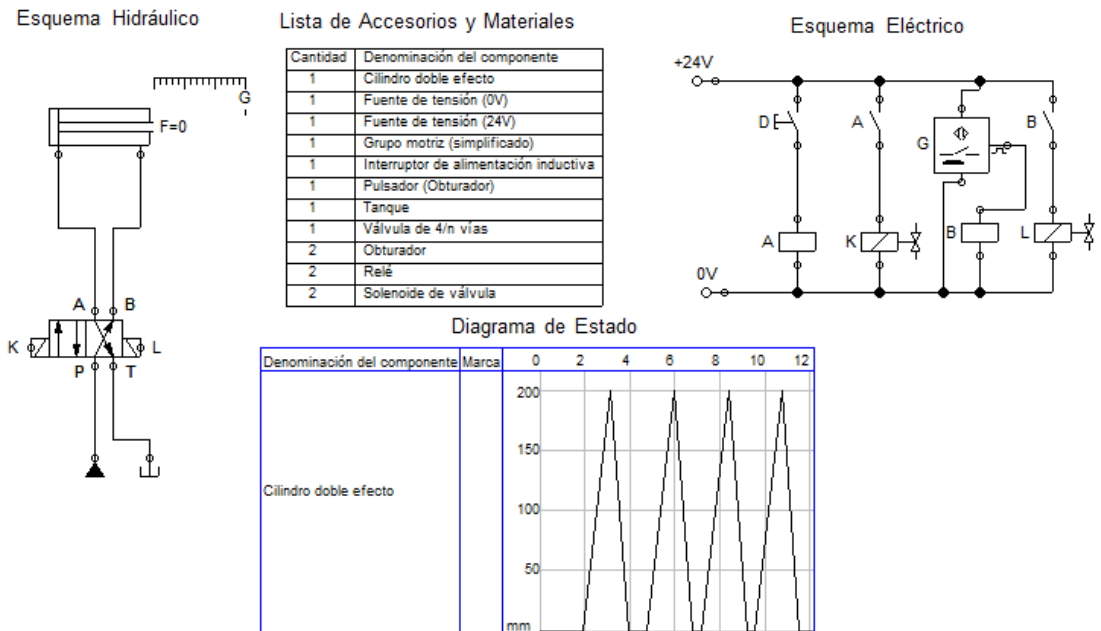 Esquema Hidráulico
G
F=0
A B
K L
P T
Lista de Accesorios y Materiales
Cantidad Denominación del componente
1 Cilindro doble efecto
1 Fuente de tensión (0V)
1 Fuente de tensión (24V)
1 Grupo motriz (simplificado)
1 Interruptor de alimentación inductiva
1 Pulsador (Obturador)
1 Tanque
1 Válvula de 4/n vías
2 Obturador
2 Relé
2 Solenoide de válvula
Esquema Eléctrico
+24V
D A G B
A K B L
0V
Diagrama de Estado
Denominación del componente Marca 0 2 4 6 8 10 12
200
150
Cilindro doble efecto
100
50
mm